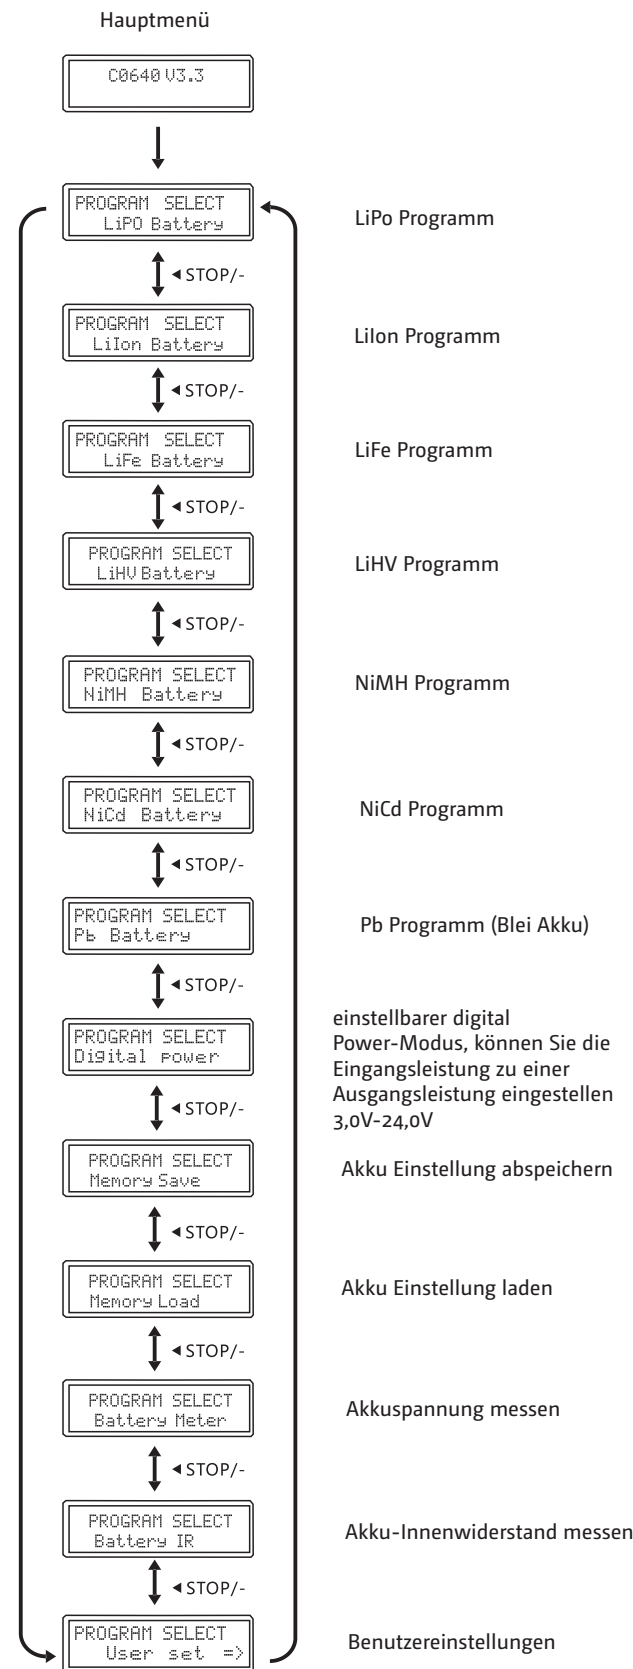 Hauptmenü
C0640 V3.3
PROGRAM SELECT
LiPO Battery
LiPo Programm
◄ STOP/-
PROGRAM SELECT
LiIon Battery
LiIon Programm
◄ STOP/-
PROGRAM SELECT
LiFe Battery
LiFe Programm
◄ STOP/-
PROGRAM SELECT
LiHV Battery
LiHV Programm
◄ STOP/-
PROGRAM SELECT
NiMH Battery
NiMH Programm
◄ STOP/-
PROGRAM SELECT
NiCd Battery
NiCd Programm
◄ STOP/-
PROGRAM SELECT
Pb Battery
Pb Programm (Blei Akku)
◄ STOP/-
PROGRAM SELECT
Digital power
einstellbarer digital
Power-Modus, können Sie die
Eingangsleistung zu einer
Ausgangsleistung eingestellen
3,0V-24,0V
◄ STOP/-
PROGRAM SELECT
Memory Save
Akku Einstellung abspeichern
◄ STOP/-
PROGRAM SELECT
Memory Load
Akku Einstellung laden
◄ STOP/-
PROGRAM SELECT
Battery Meter
Akkuspannung messen
◄ STOP/-
PROGRAM SELECT
Battery IR
Akku-Innenwiderstand messen
◄ STOP/-
PROGRAM SELECT
User set =>
Benutzereinstellungen